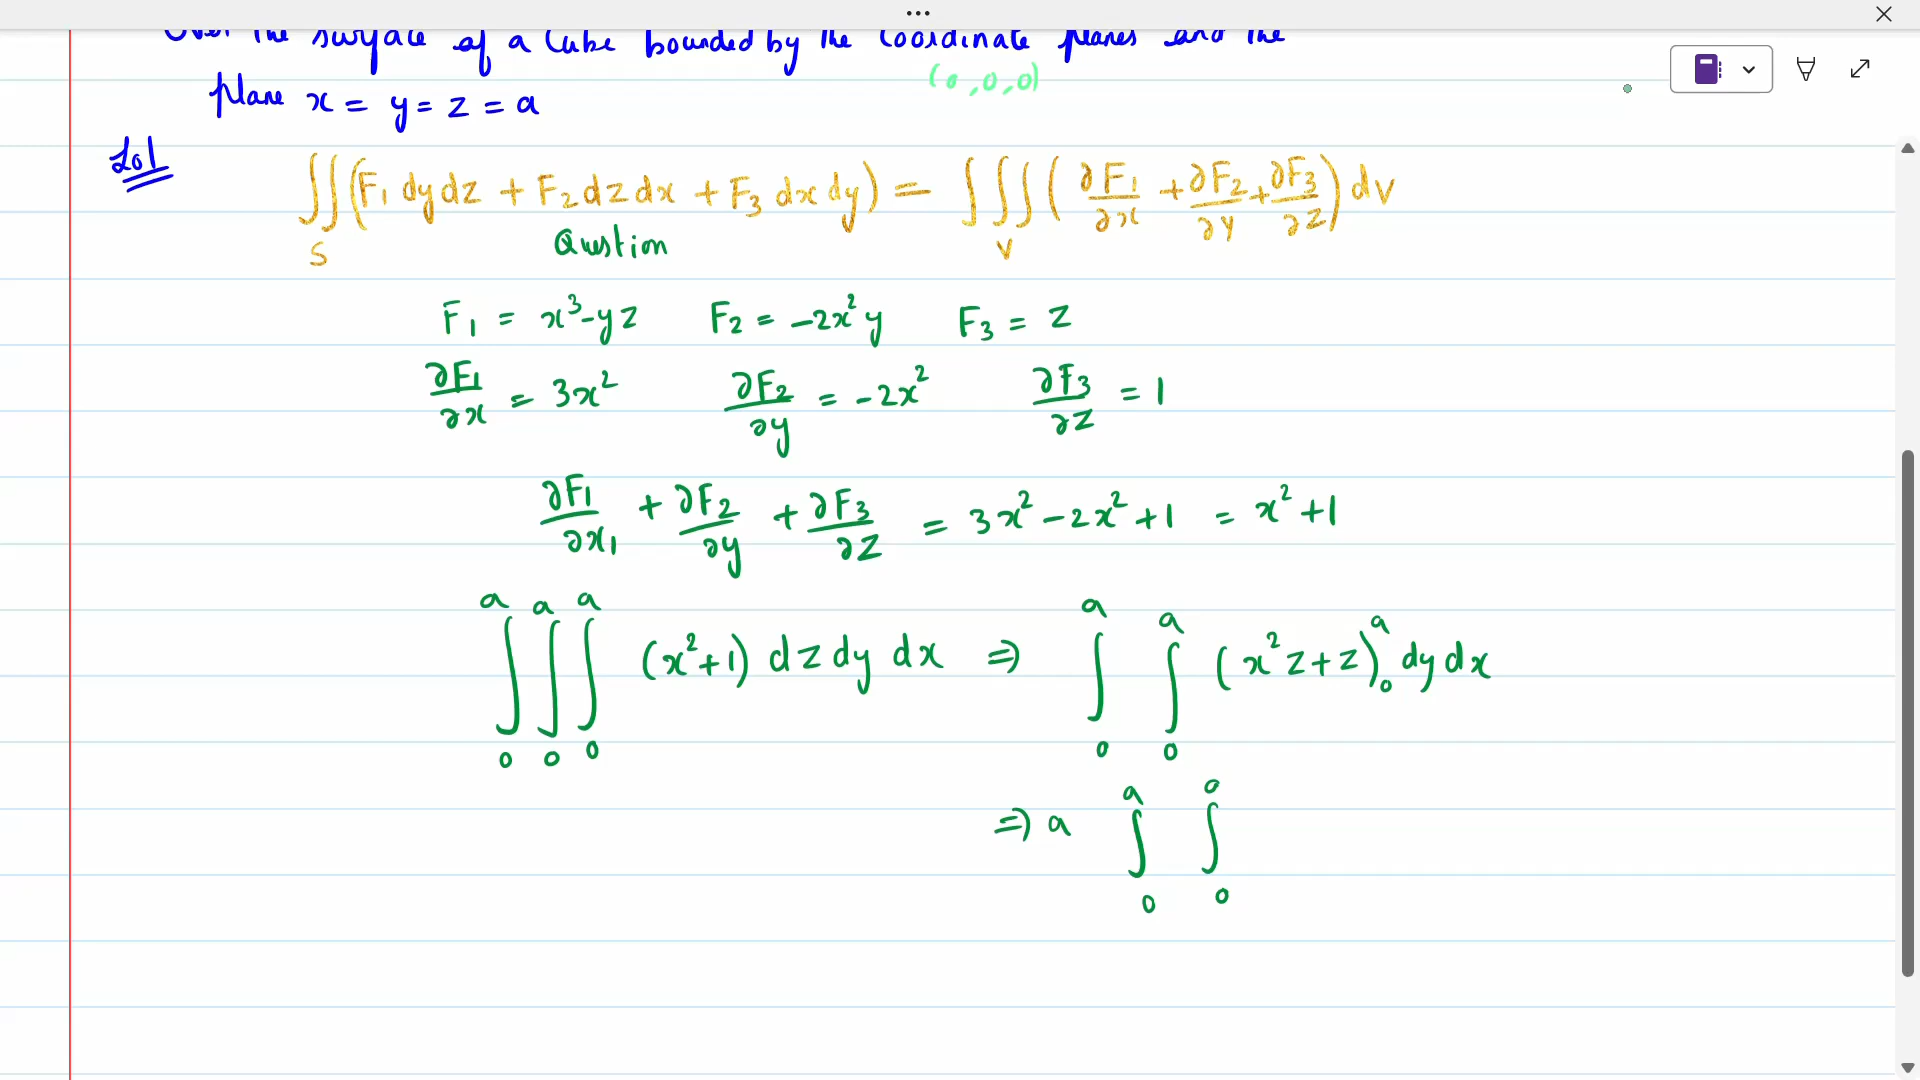 Over the surface of a Cube bounded by the Coordinate planes and the
(0,0,0)
plane x = y = z = a
Sol
∬ₛ (F₁ dy dz + F₂ dz dx + F₃ dx dy) = ∭ᵥ (∂F₁/∂x + ∂F₂/∂y + ∂F₃/∂z) dV
Question
F₁ = x³-yz F₂ = -2x²y F₃ = z
∂F₁/∂x = 3x² ∂F₂/∂y = -2x² ∂F₃/∂z = 1
∂F₁/∂x₁ + ∂F₂/∂y + ∂F₃/∂z = 3x² - 2x² + 1 = x² + 1
∫₀ᵃ ∫₀ᵃ ∫₀ᵃ (x²+1) dz dy dx ⇒ ∫₀ᵃ ∫₀ᵃ (x²z+z)₀ᵃ dy dx
⇒ a ∫₀ᵃ ∫₀ᵃ